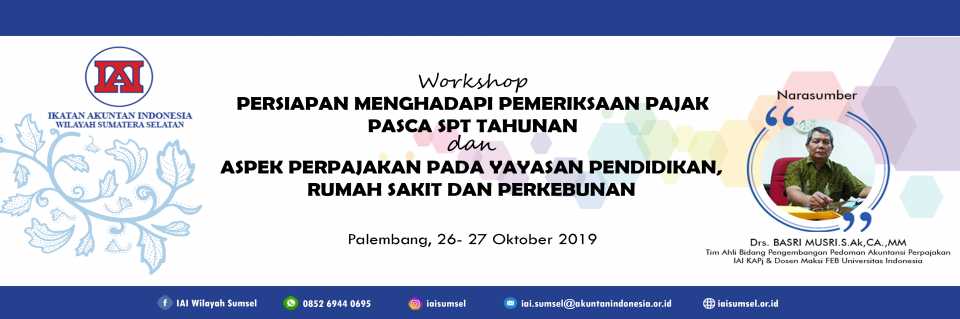 IAI
IKATAN AKUNTAN INDONESIA
WILAYAH SUMATERA SELATAN
Workshop
PERSIAPAN MENGHADAPI PEMERIKSAAN PAJAK
PASCA SPT TAHUNAN
dan
ASPEK PERPAJAKAN PADA YAYASAN PENDIDIKAN,
RUMAH SAKIT DAN PERKEBUNAN
Palembang, 26- 27 Oktober 2019
Narasumber
Drs. BASRI MUSRI.S.Ak,CA.,MM
Tim Ahli Bidang Pengembangan Pedoman Akuntansi Perpajakan
IAI KAPj & Dosen Maksi FEB Universitas Indonesia
IAI Wilayah Sumsel
0852 6944 0695
iaisumsel
iai.sumsel@akuntanindonesia.or.id
iaisumsel.or.id